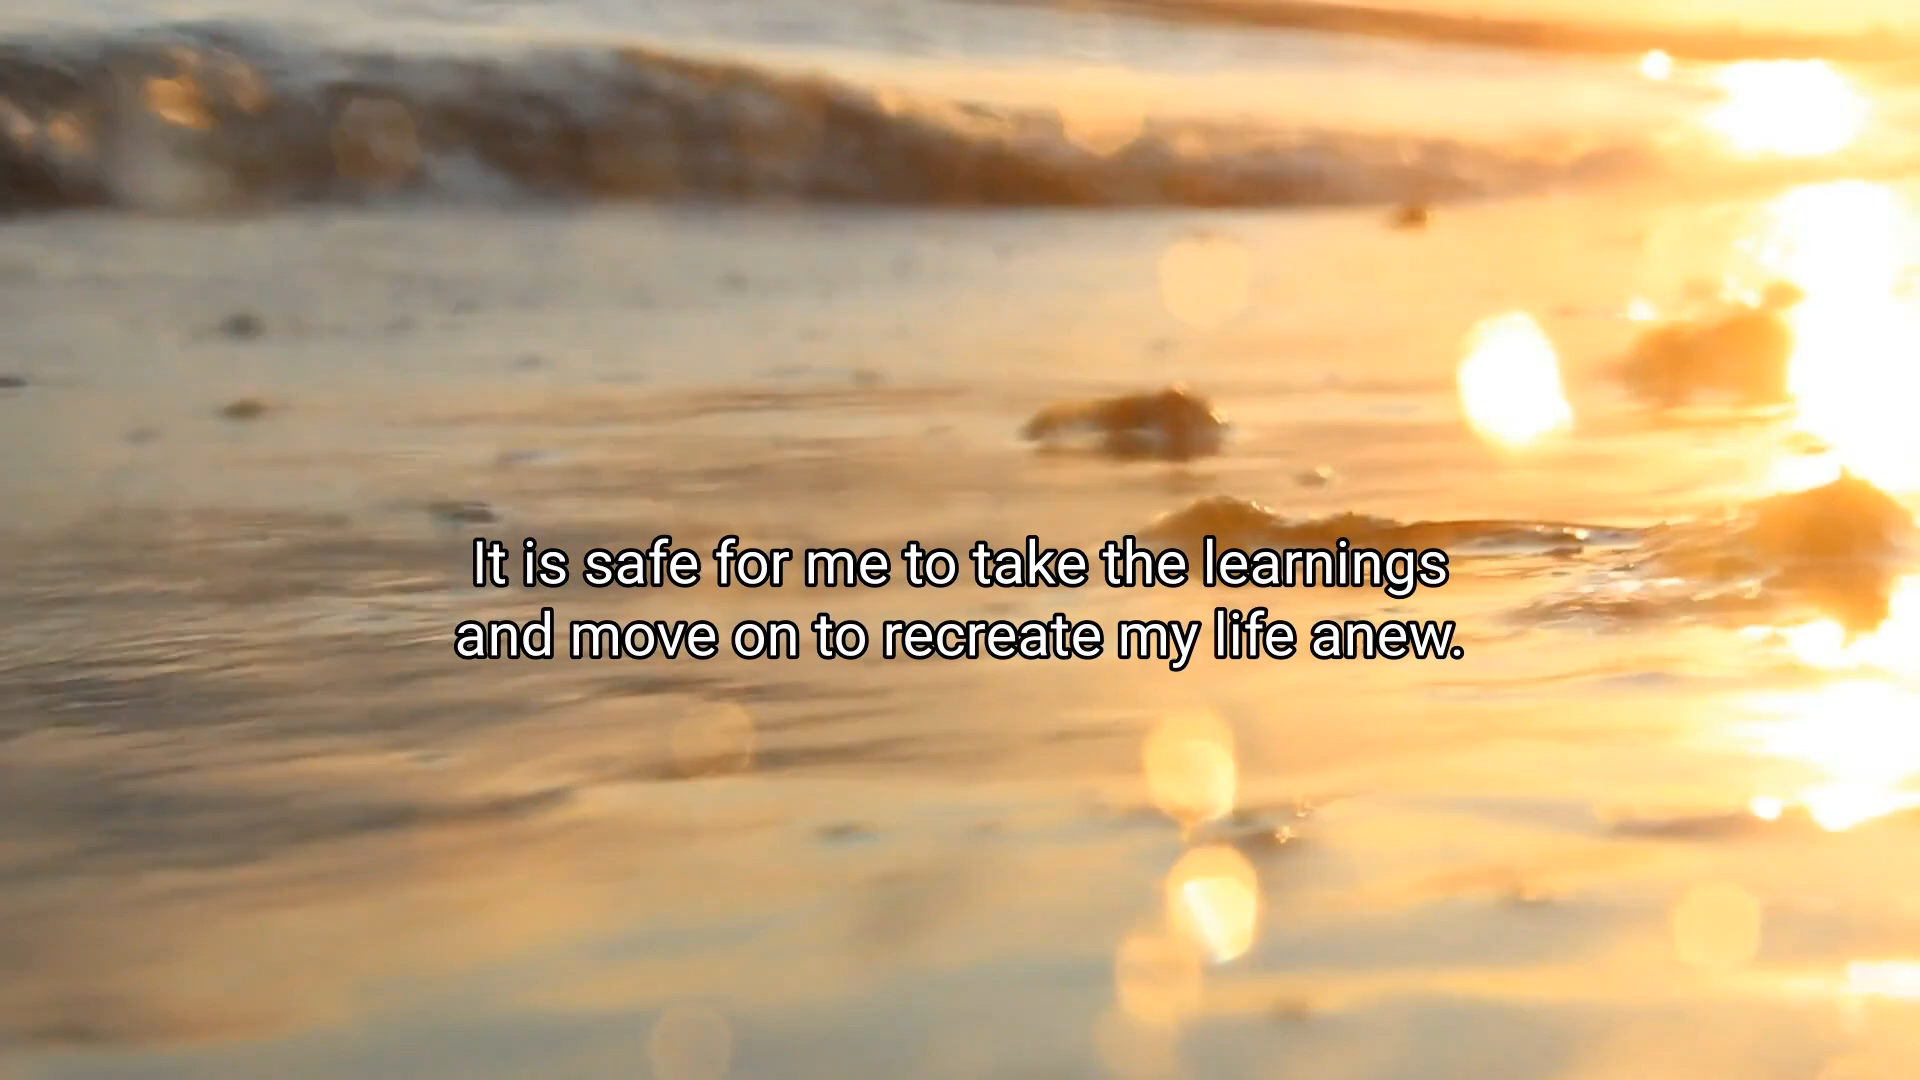 It is safe for me to take the learnings
and move on to recreate my life anew.